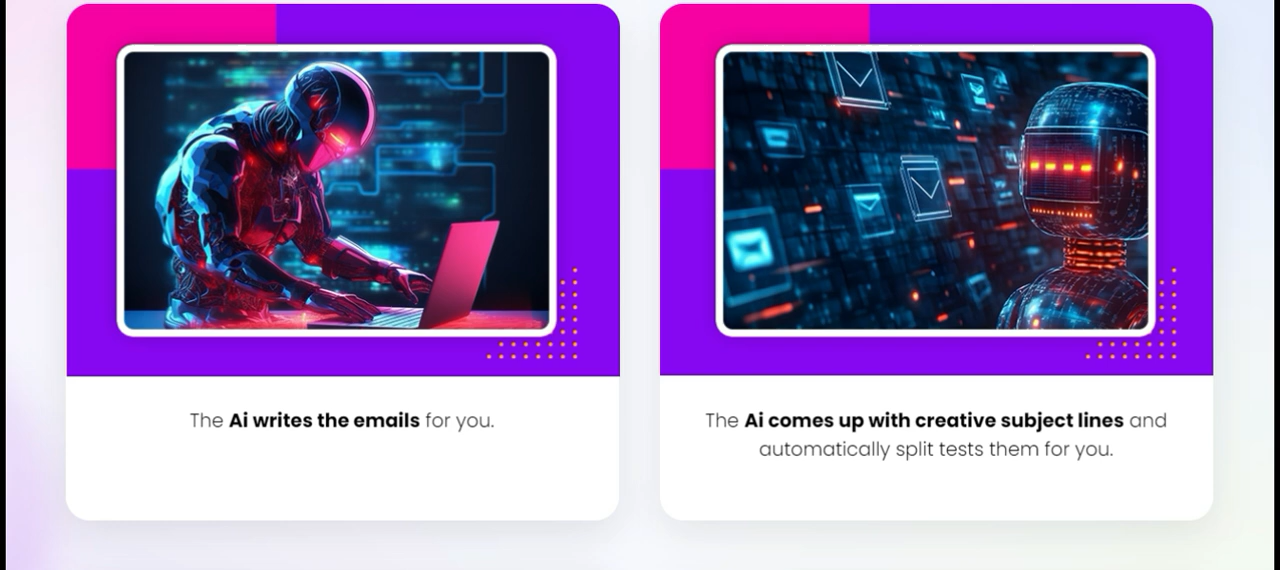 The Ai writes the emails for you.
The Ai comes up with creative subject lines and
automatically split tests them for you.